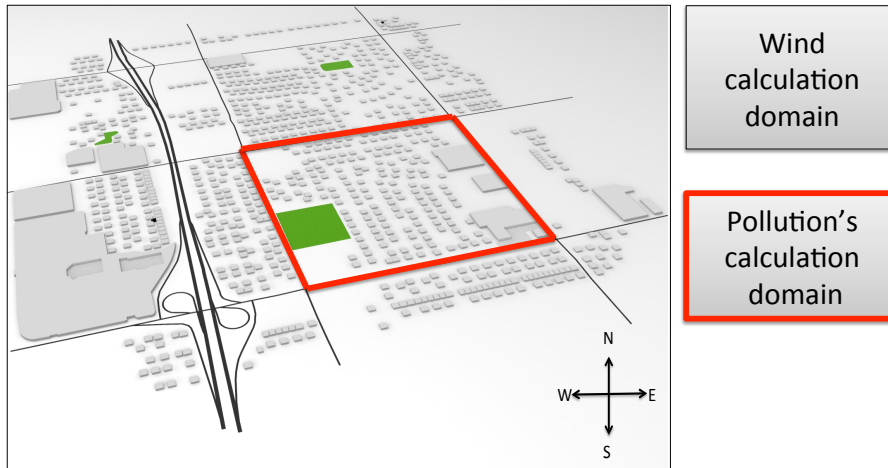 Wind
calculation
domain
Pollution’s
calculation
domain
N
W E
S